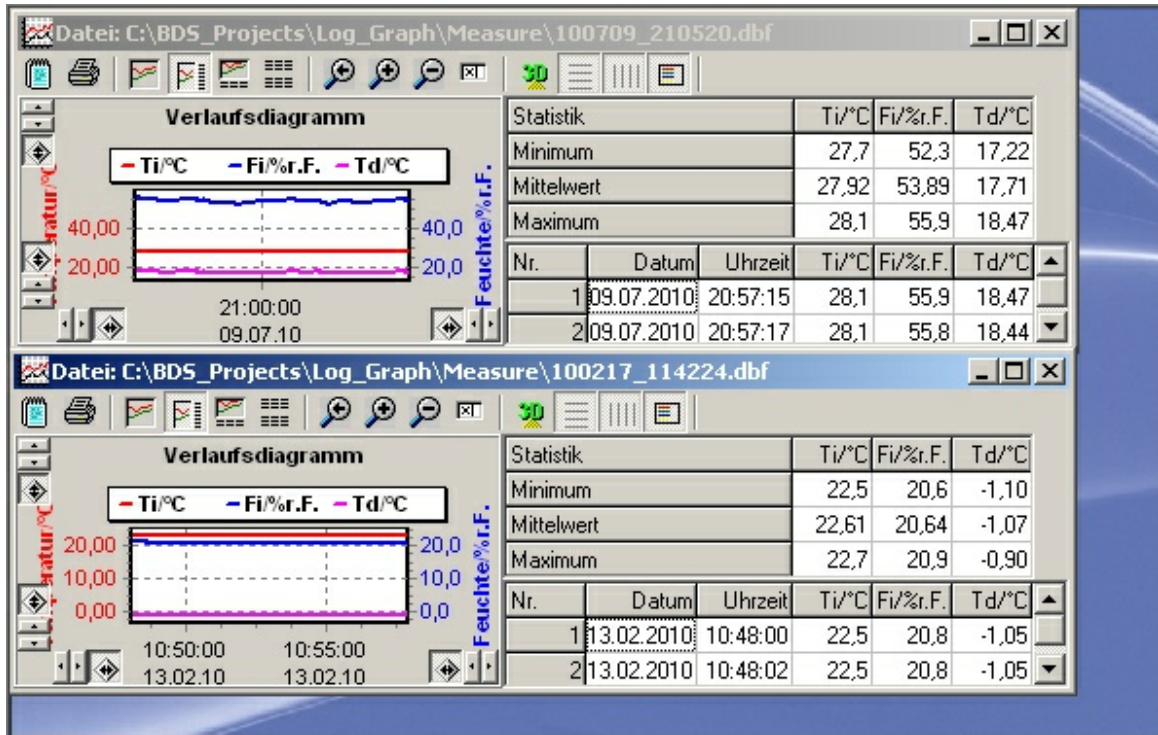 Datei: C:\BDS_Projects\Log_Graph\Measure\100709_210520.dbf
3D
Verlaufsdiagramm
Ti/°C Fi/%r.F. Td/°C
40,00 40,0
20,00 20,0
Feuchte/%r.F.
21:00:00
09.07.10
Statistik Ti/°C Fi/%r.F. Td/°C
Minimum 27,7 52,3 17,22
Mittelwert 27,92 53,89 17,71
Maximum 28,1 55,9 18,47
Nr. Datum Uhrzeit Ti/°C Fi/%r.F. Td/°C
1 09.07.2010 20:57:15 28,1 55,9 18,47
2 09.07.2010 20:57:17 28,1 55,8 18,44
Datei: C:\BDS_Projects\Log_Graph\Measure\100217_114224.dbf
3D
Verlaufsdiagramm
Ti/°C Fi/%r.F. Td/°C
20,00 20,0
10,00 10,0
0,00 0,0
Feuchte/%r.F.
10:50:00 10:55:00
13.02.10 13.02.10
Statistik Ti/°C Fi/%r.F. Td/°C
Minimum 22,5 20,6 -1,10
Mittelwert 22,61 20,64 -1,07
Maximum 22,7 20,9 -0,90
Nr. Datum Uhrzeit Ti/°C Fi/%r.F. Td/°C
1 13.02.2010 10:48:00 22,5 20,8 -1,05
2 13.02.2010 10:48:02 22,5 20,8 -1,05